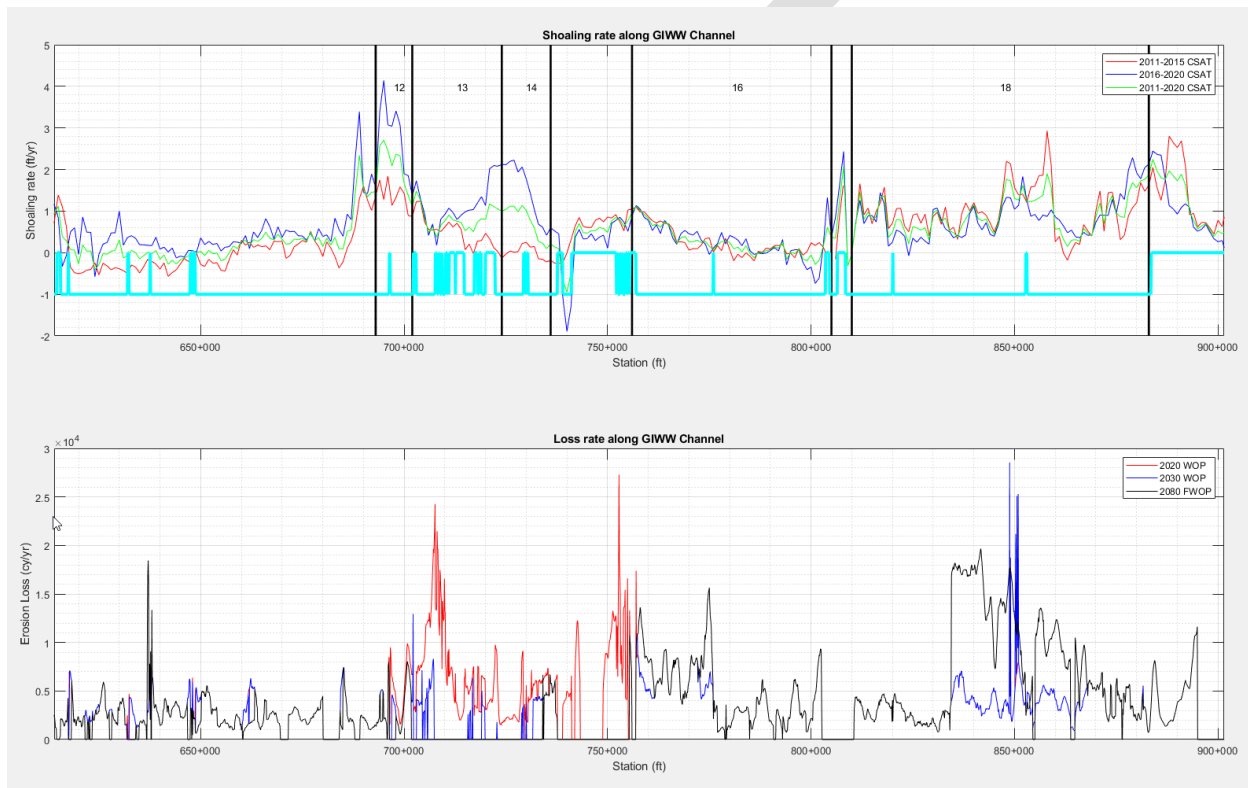 Shoaling rate along GIWW Channel
5
4
3
2
1
0
-1
-2
Shoaling rate (ft/yr)
12
13
14
16
18
2011-2015 CSAT
2016-2020 CSAT
2011-2020 CSAT
650+000
700+000
750+000
800+000
850+000
900+000
Station (ft)
Loss rate along GIWW Channel
×10⁴
3
2.5
2
1.5
1
0.5
0
Erosion Loss (cy/yr)
2020 WOP
2030 WOP
2080 FWOP
650+000
700+000
750+000
800+000
850+000
900+000
Station (ft)